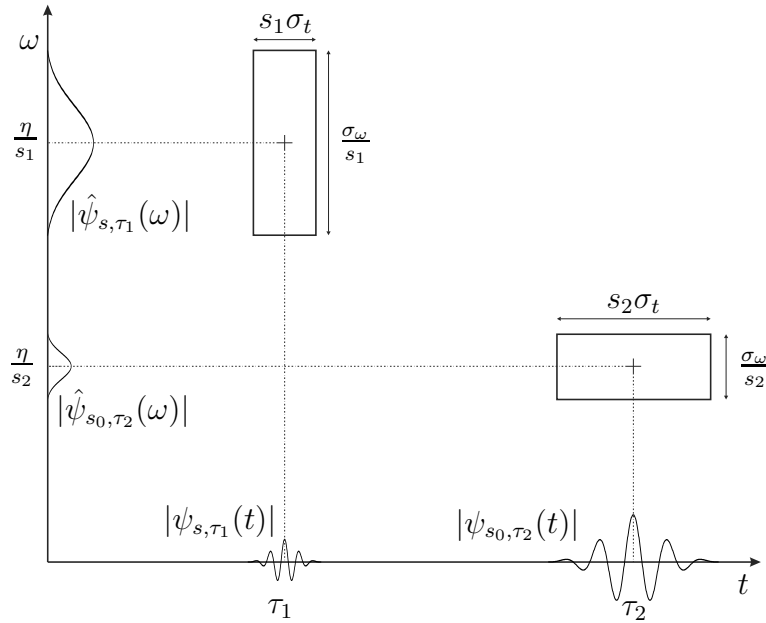 ω
s₁σₜ
η/s₁
σ_ω/s₁
|ψ̂_{s,τ₁}(ω)|
s₂σₜ
η/s₂
σ_ω/s₂
|ψ̂_{s₀,τ₂}(ω)|
|ψ_{s,τ₁}(t)|
|ψ_{s₀,τ₂}(t)|
τ₁
τ₂
t